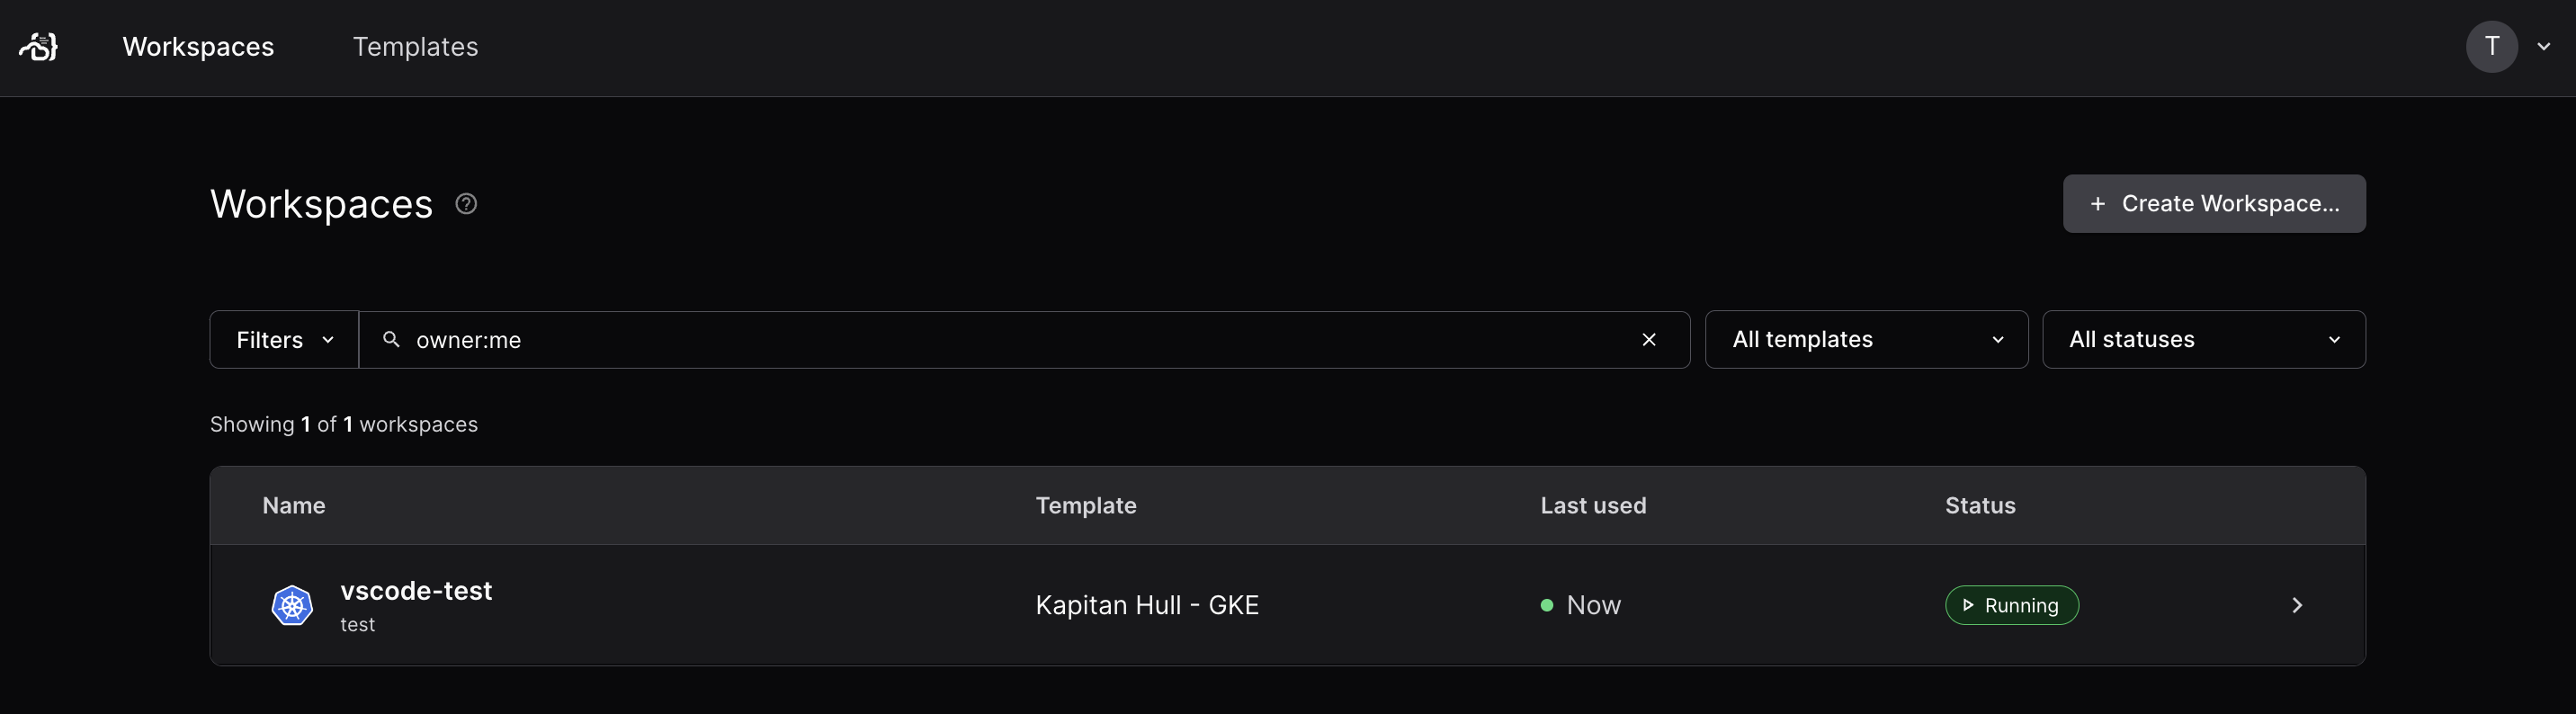 Workspaces Templates T
Workspaces
+ Create Workspace...
Filters owner:me All templates All statuses
Showing 1 of 1 workspaces
Name Template Last used Status
vscode-test
test
Kapitan Hull - GKE Now Running